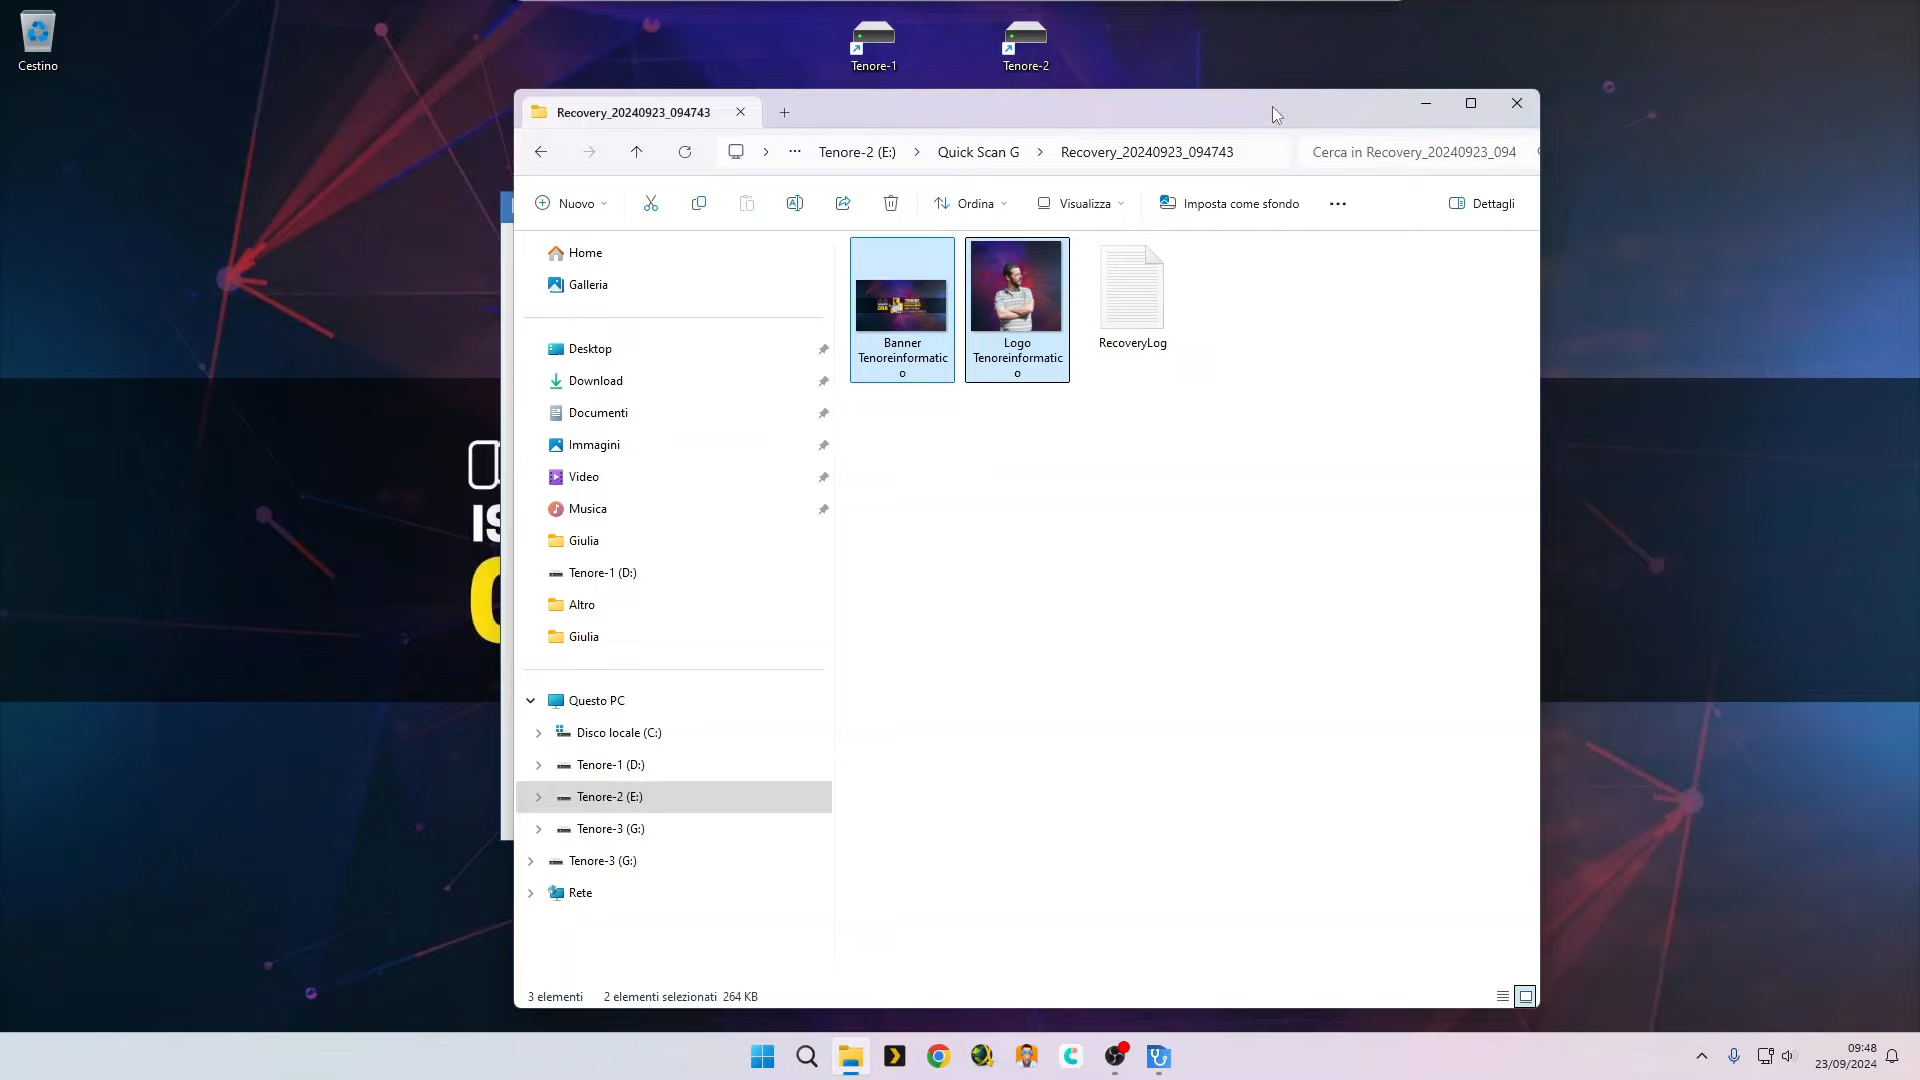 Cestino
Tenore-1
Tenore-2
Recovery_20240923_094743
Tenore-2 (E:)
Quick Scan G
Recovery_20240923_094743
Cerca in Recovery_20240923_094
Nuovo
Ordina
Visualizza
Imposta come sfondo
Dettagli
Home
Galleria
Desktop
Download
Documenti
Immagini
Video
Musica
Giulia
Tenore-1 (D:)
Altro
Giulia
Questo PC
Disco locale (C:)
Tenore-1 (D:)
Tenore-2 (E:)
Tenore-3 (G:)
Tenore-3 (G:)
Rete
Banner
Tenoreinformatic
o
Logo
Tenoreinformatic
o
RecoveryLog
IS
3 elementi
2 elementi selezionati 264 KB
09:48
23/09/2024